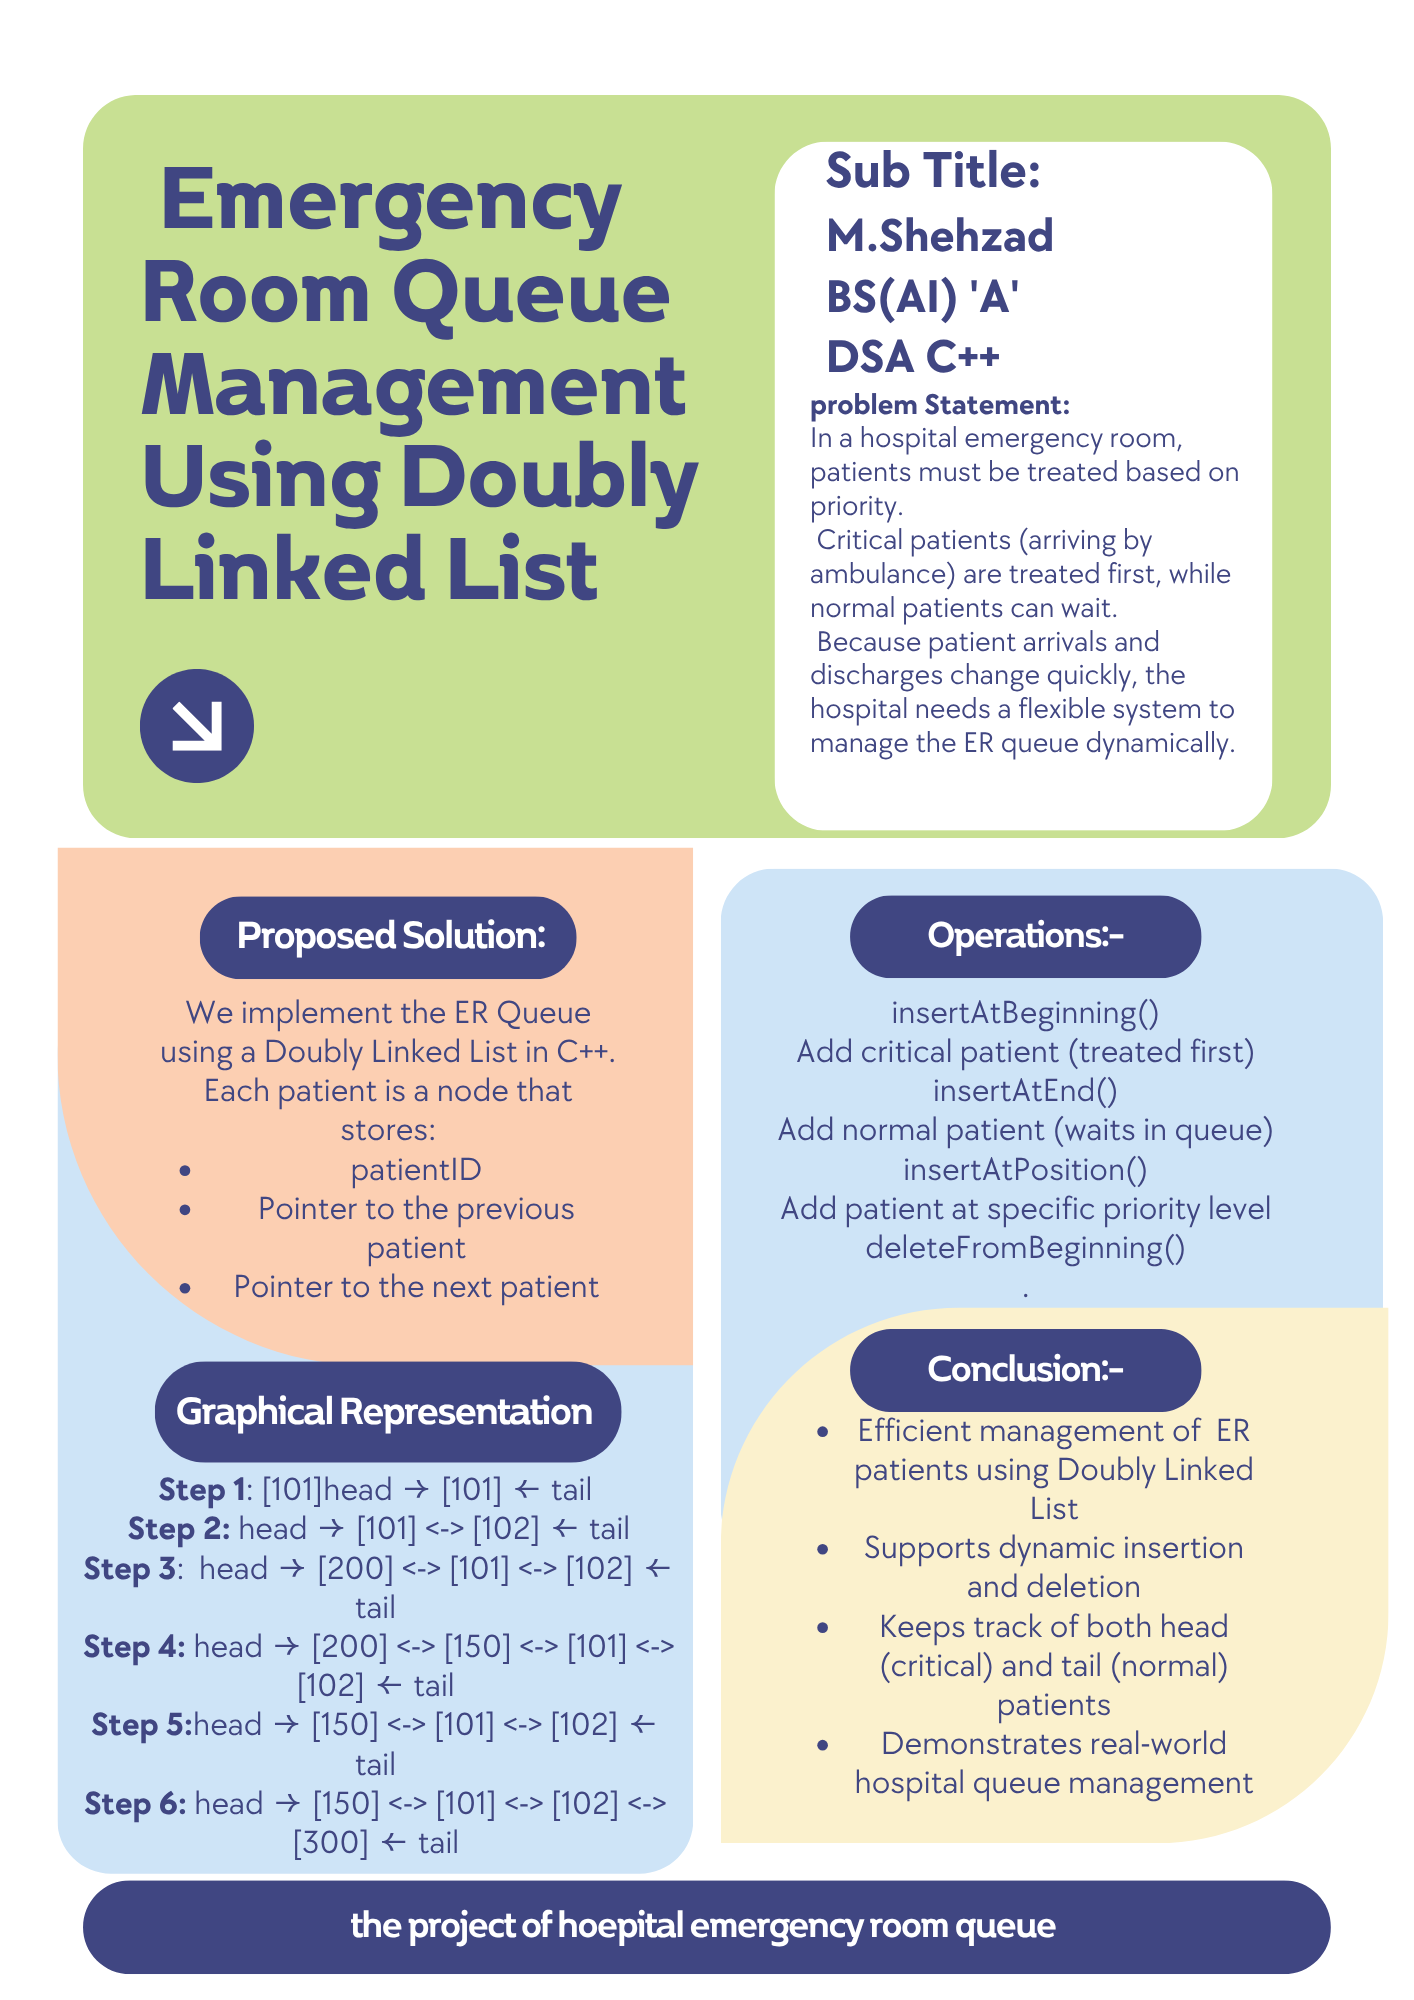 Emergency
Room Queue
Management
Using Doubly
Linked List
Sub Title:
M.Shehzad
BS(AI) 'A'
DSA C++
problem Statement:
In a hospital emergency room,
patients must be treated based on
priority.
Critical patients (arriving by
ambulance) are treated first, while
normal patients can wait.
Because patient arrivals and
discharges change quickly, the
hospital needs a flexible system to
manage the ER queue dynamically.
Proposed Solution:
We implement the ER Queue
using a Doubly Linked List in C++.
Each patient is a node that
stores:
• patientID
• Pointer to the previous
patient
• Pointer to the next patient
Graphical Representation
Step 1: [101]head → [101] ← tail
Step 2: head → [101] <-> [102] ← tail
Step 3:  head → [200] <-> [101] <-> [102] ←
tail
Step 4: head → [200] <-> [150] <-> [101] <->
[102] ← tail
Step 5:head → [150] <-> [101] <-> [102] ←
tail
Step 6: head → [150] <-> [101] <-> [102] <->
[300] ← tail
Operations:-
insertAtBeginning()
Add critical patient (treated first)
insertAtEnd()
Add normal patient (waits in queue)
insertAtPosition()
Add patient at specific priority level
deleteFromBeginning()
.
Conclusion:-
• Efficient management of  ER
patients using Doubly Linked
List
• Supports dynamic insertion
and deletion
• Keeps track of both head
(critical) and tail (normal)
patients
• Demonstrates real-world
hospital queue management
the project of hoepital emergency room queue